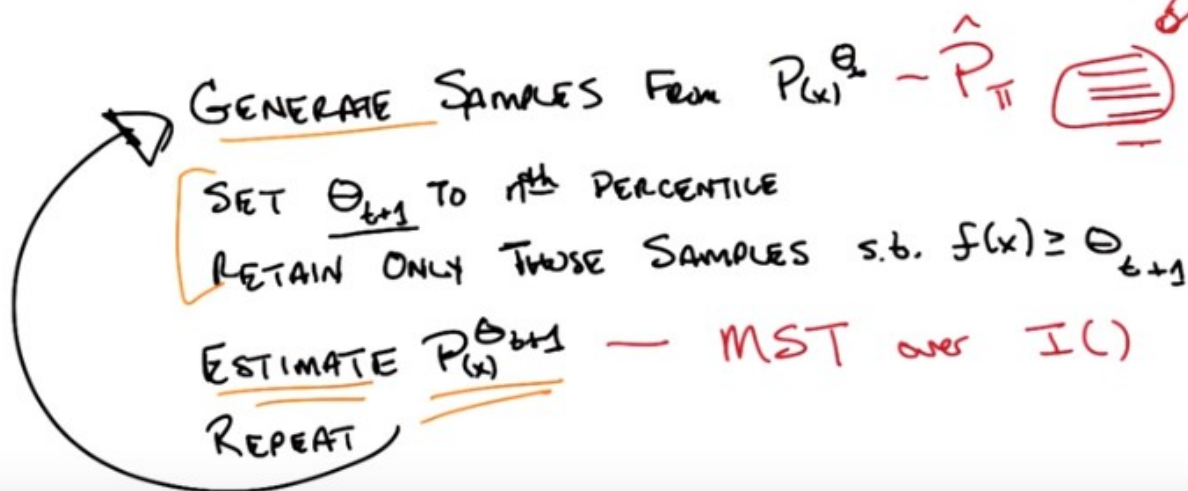 GENERATE SAMPLES FROM P(x)^θt - P̂π
SET θt+1 TO nth PERCENTILE
RETAIN ONLY THOSE SAMPLES s.t. f(x) ≥ θt+1
ESTIMATE P(x)^θt+1 — MST over I()
REPEAT